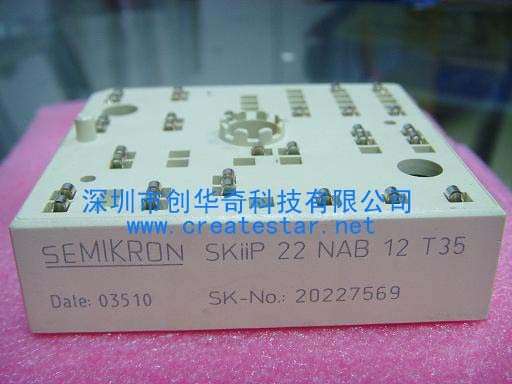 深圳市创华奇科技有限公司
www.createstar.net
SEMIKRON SKiiP 22 NAB 12 T35
Date: 03510 SK-No.: 20227569